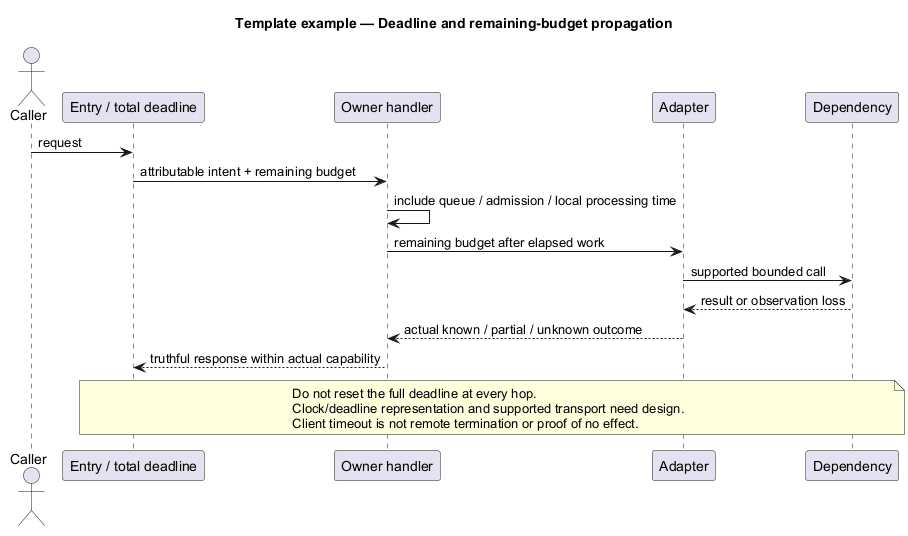 Template example — Deadline and remaining-budget propagation
Caller
Entry / total deadline
Owner handler
Adapter
Dependency
request
attributable intent + remaining budget
include queue / admission / local processing time
remaining budget after elapsed work
supported bounded call
result or observation loss
actual known / partial / unknown outcome
truthful response within actual capability
Do not reset the full deadline at every hop.
Clock/deadline representation and supported transport need design.
Client timeout is not remote termination or proof of no effect.
Caller
Entry / total deadline
Owner handler
Adapter
Dependency